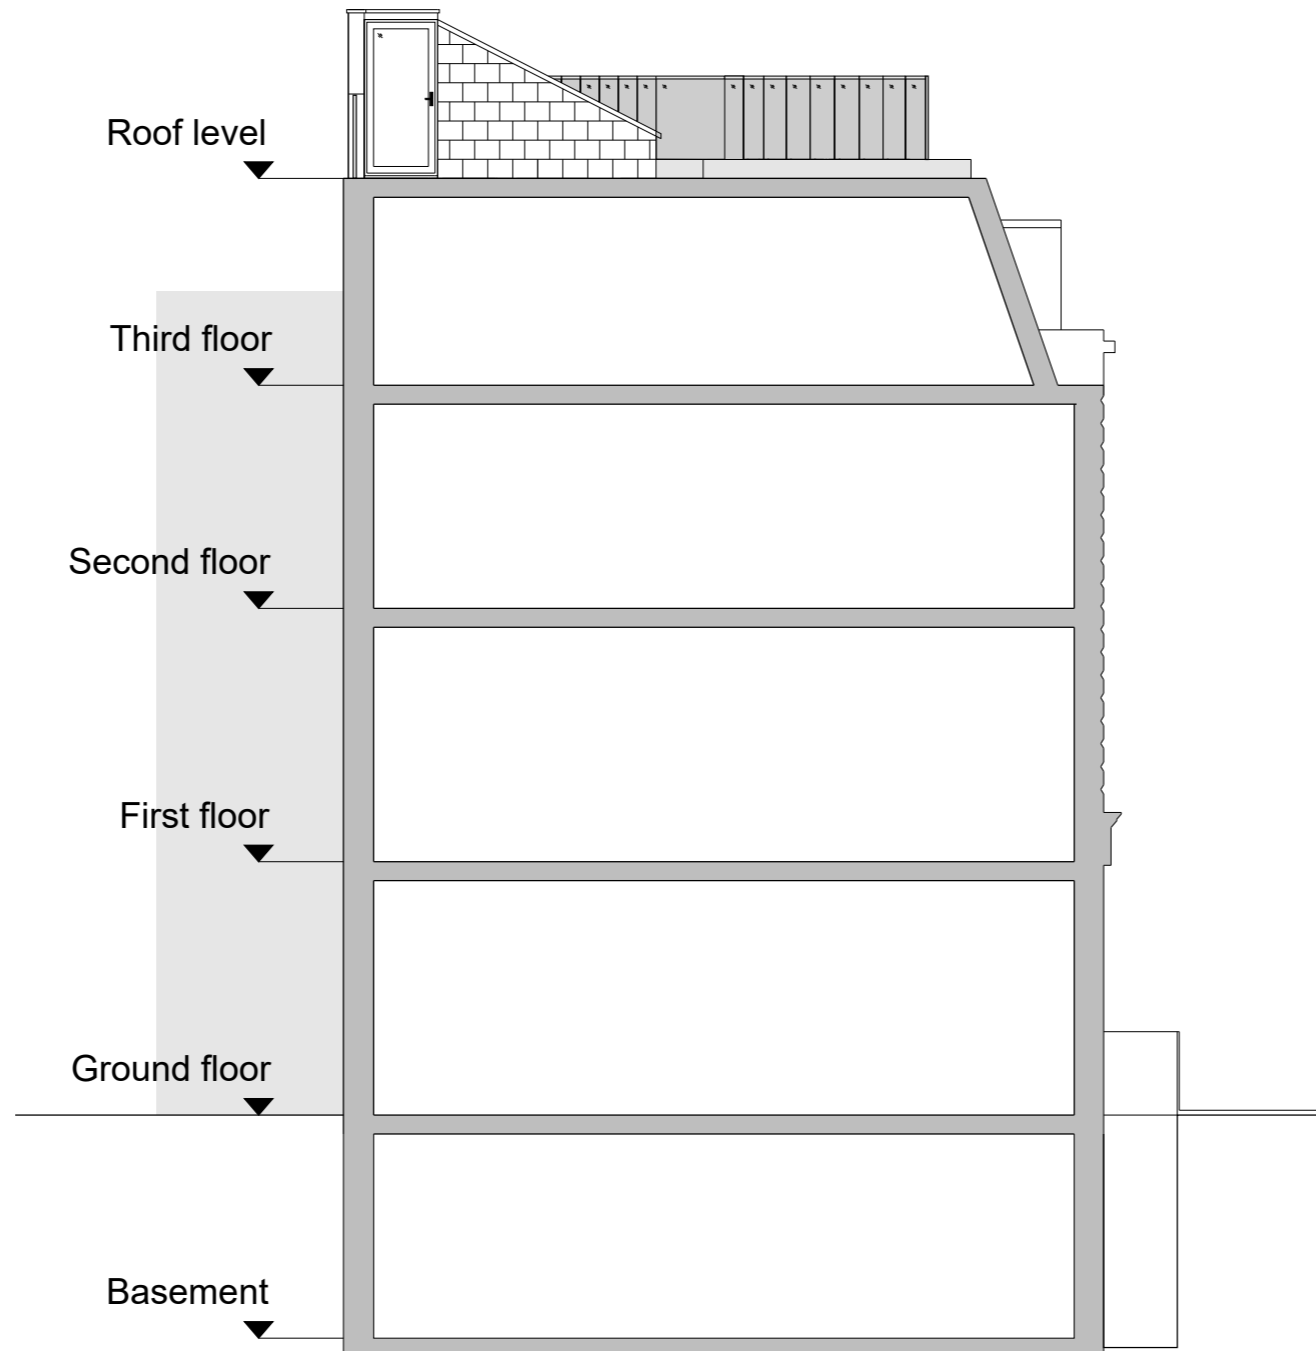 Roof level
Third floor
Second floor
First floor
Ground floor
Basement